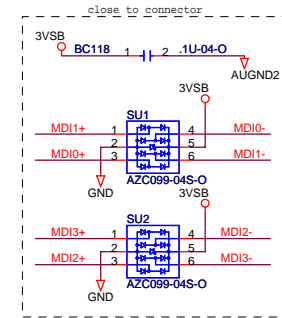 close to connector
3VSB
BC118 1 2 .1U-04-O
AUGND2
3VSB
SU1
MDI1+ 1 4 MDI0-
2 5
MDI0+ 3 6 MDI1-
AZC099-04S-O
GND
3VSB
SU2
MDI3+ 1 4 MDI2-
2 5
MDI2+ 3 6 MDI3-
AZC099-04S-O
GND